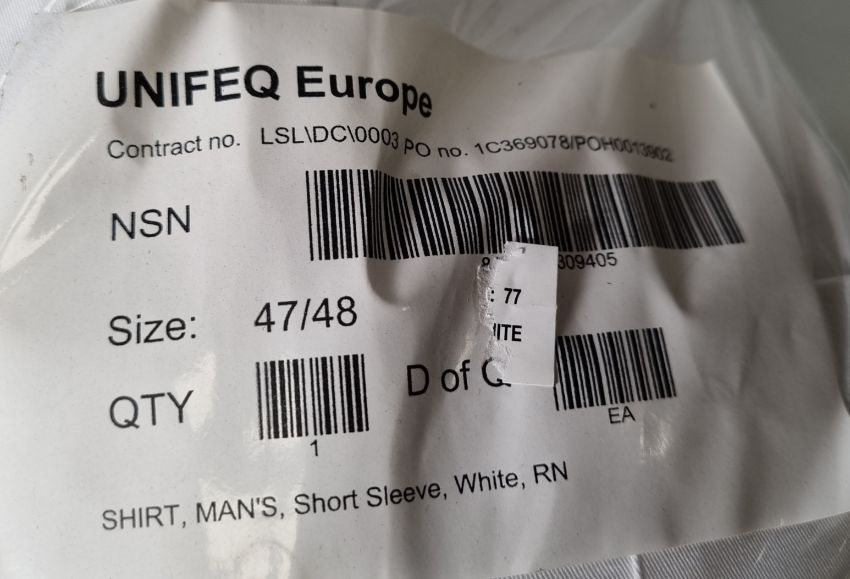 UNIFEQ Europe
Contract no. LSL\DC\0003 PO no. 1C369078/POH0013902
NSN
309405
: 77
Size: 47/48
ITE
QTY
D of Q
1
EA
SHIRT, MAN'S, Short Sleeve, White, RN